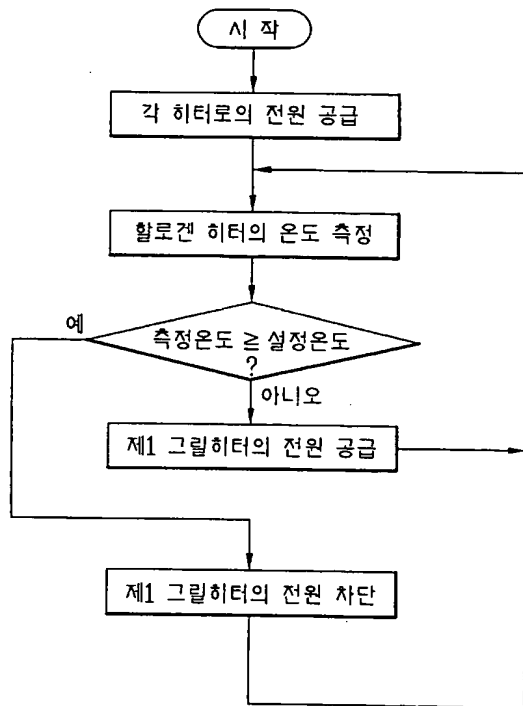 시 작
각 히터로의 전원 공급
할로겐 히터의 온도 측정
예
측정온도 ≧ 설정온도
?
아니오
제1 그릴히터의 전원 공급
제1 그릴히터의 전원 차단